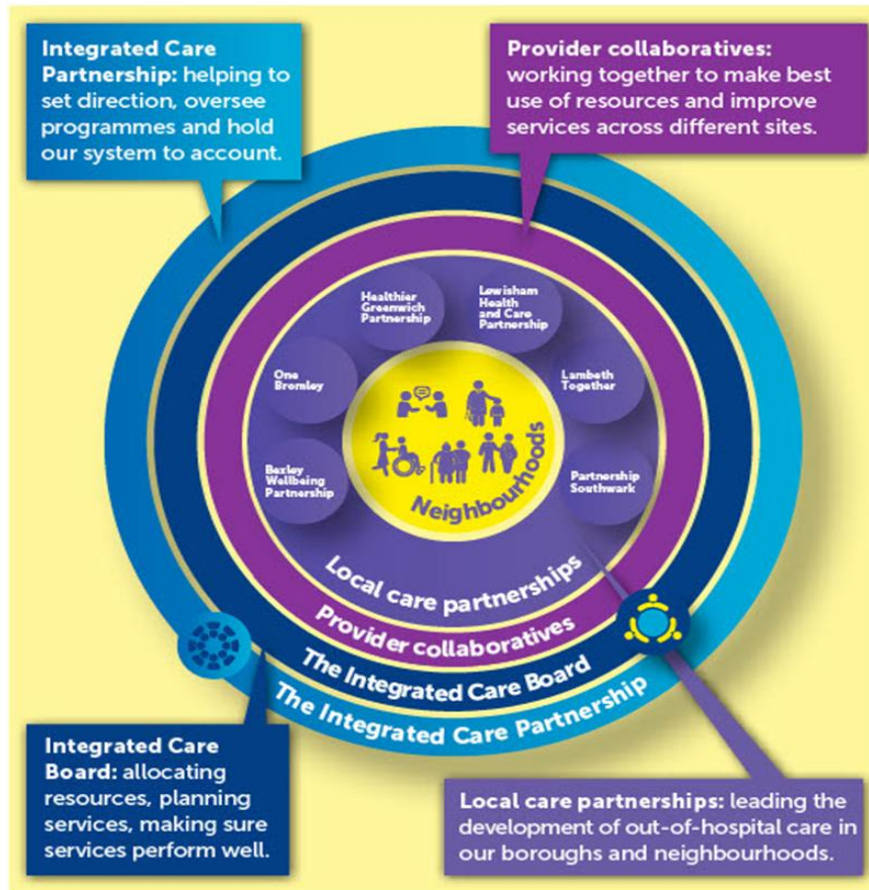 Integrated Care
Partnership: helping to
set direction, oversee
programmes and hold
our system to account.
Provider collaboratives:
working together to make best
use of resources and improve
services across different sites.
Healthier
Greenwich
Partnership
Lewisham
Health
and Care
Partnership
One
Bromley
Lambeth
Together
Bexley
Wellbeing
Partnership
Partnership
Southwark
Neighbourhoods
Local care partnerships
Provider collaboratives
The Integrated Care Board
The Integrated Care Partnership
Integrated Care
Board: allocating
resources, planning
services, making sure
services perform well.
Local care partnerships: leading the
development of out-of-hospital care in
our boroughs and neighbourhoods.